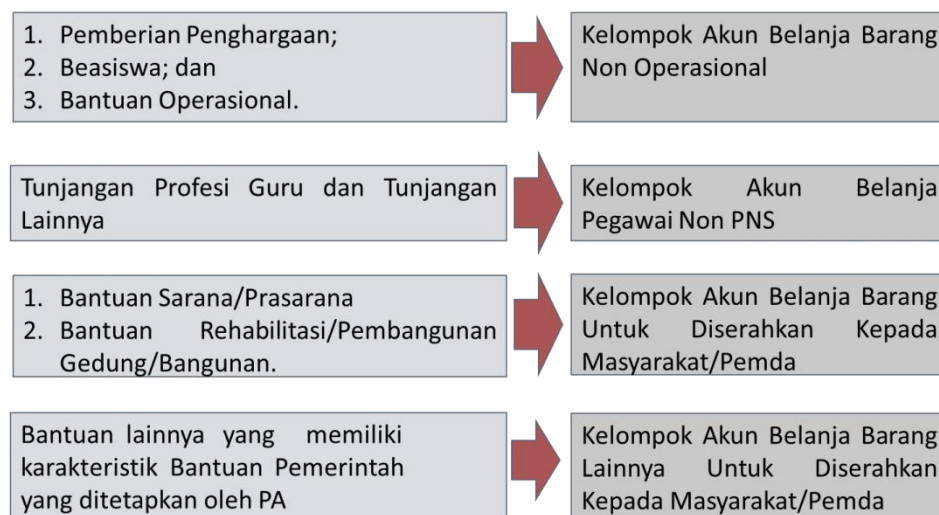 1. Pemberian Penghargaan;
2. Beasiswa; dan
3. Bantuan Operasional.
Kelompok Akun Belanja Barang
Non Operasional
Tunjangan Profesi Guru dan Tunjangan
Lainnya
Kelompok Akun Belanja
Pegawai Non PNS
1. Bantuan Sarana/Prasarana
2. Bantuan Rehabilitasi/Pembangunan
Gedung/Bangunan.
Kelompok Akun Belanja Barang
Untuk Diserahkan Kepada
Masyarakat/Pemda
Bantuan lainnya yang memiliki
karakteristik Bantuan Pemerintah
yang ditetapkan oleh PA
Kelompok Akun Belanja Barang
Lainnya Untuk Diserahkan
Kepada Masyarakat/Pemda